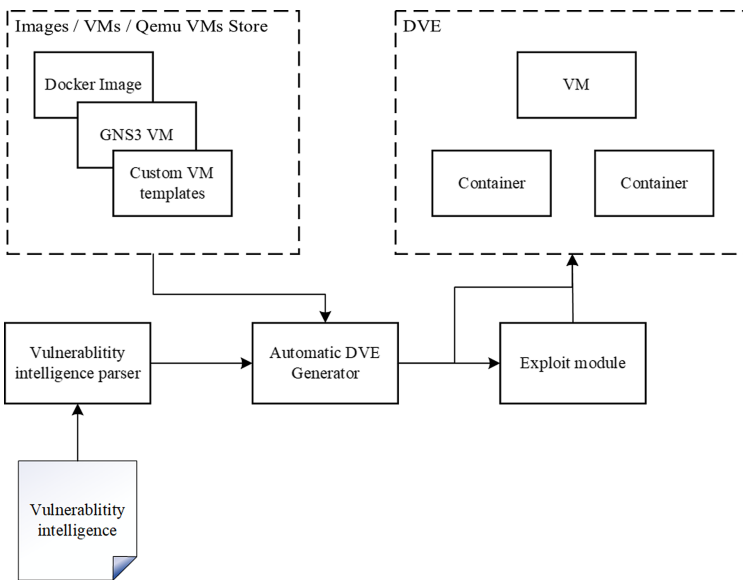 Images / VMs / Qemu VMs Store
Docker Image
GNS3 VM
Custom VM
templates
DVE
VM
Container
Container
Vulnerablitity
intelligence parser
Automatic DVE
Generator
Exploit module
Vulnerablitity
intelligence